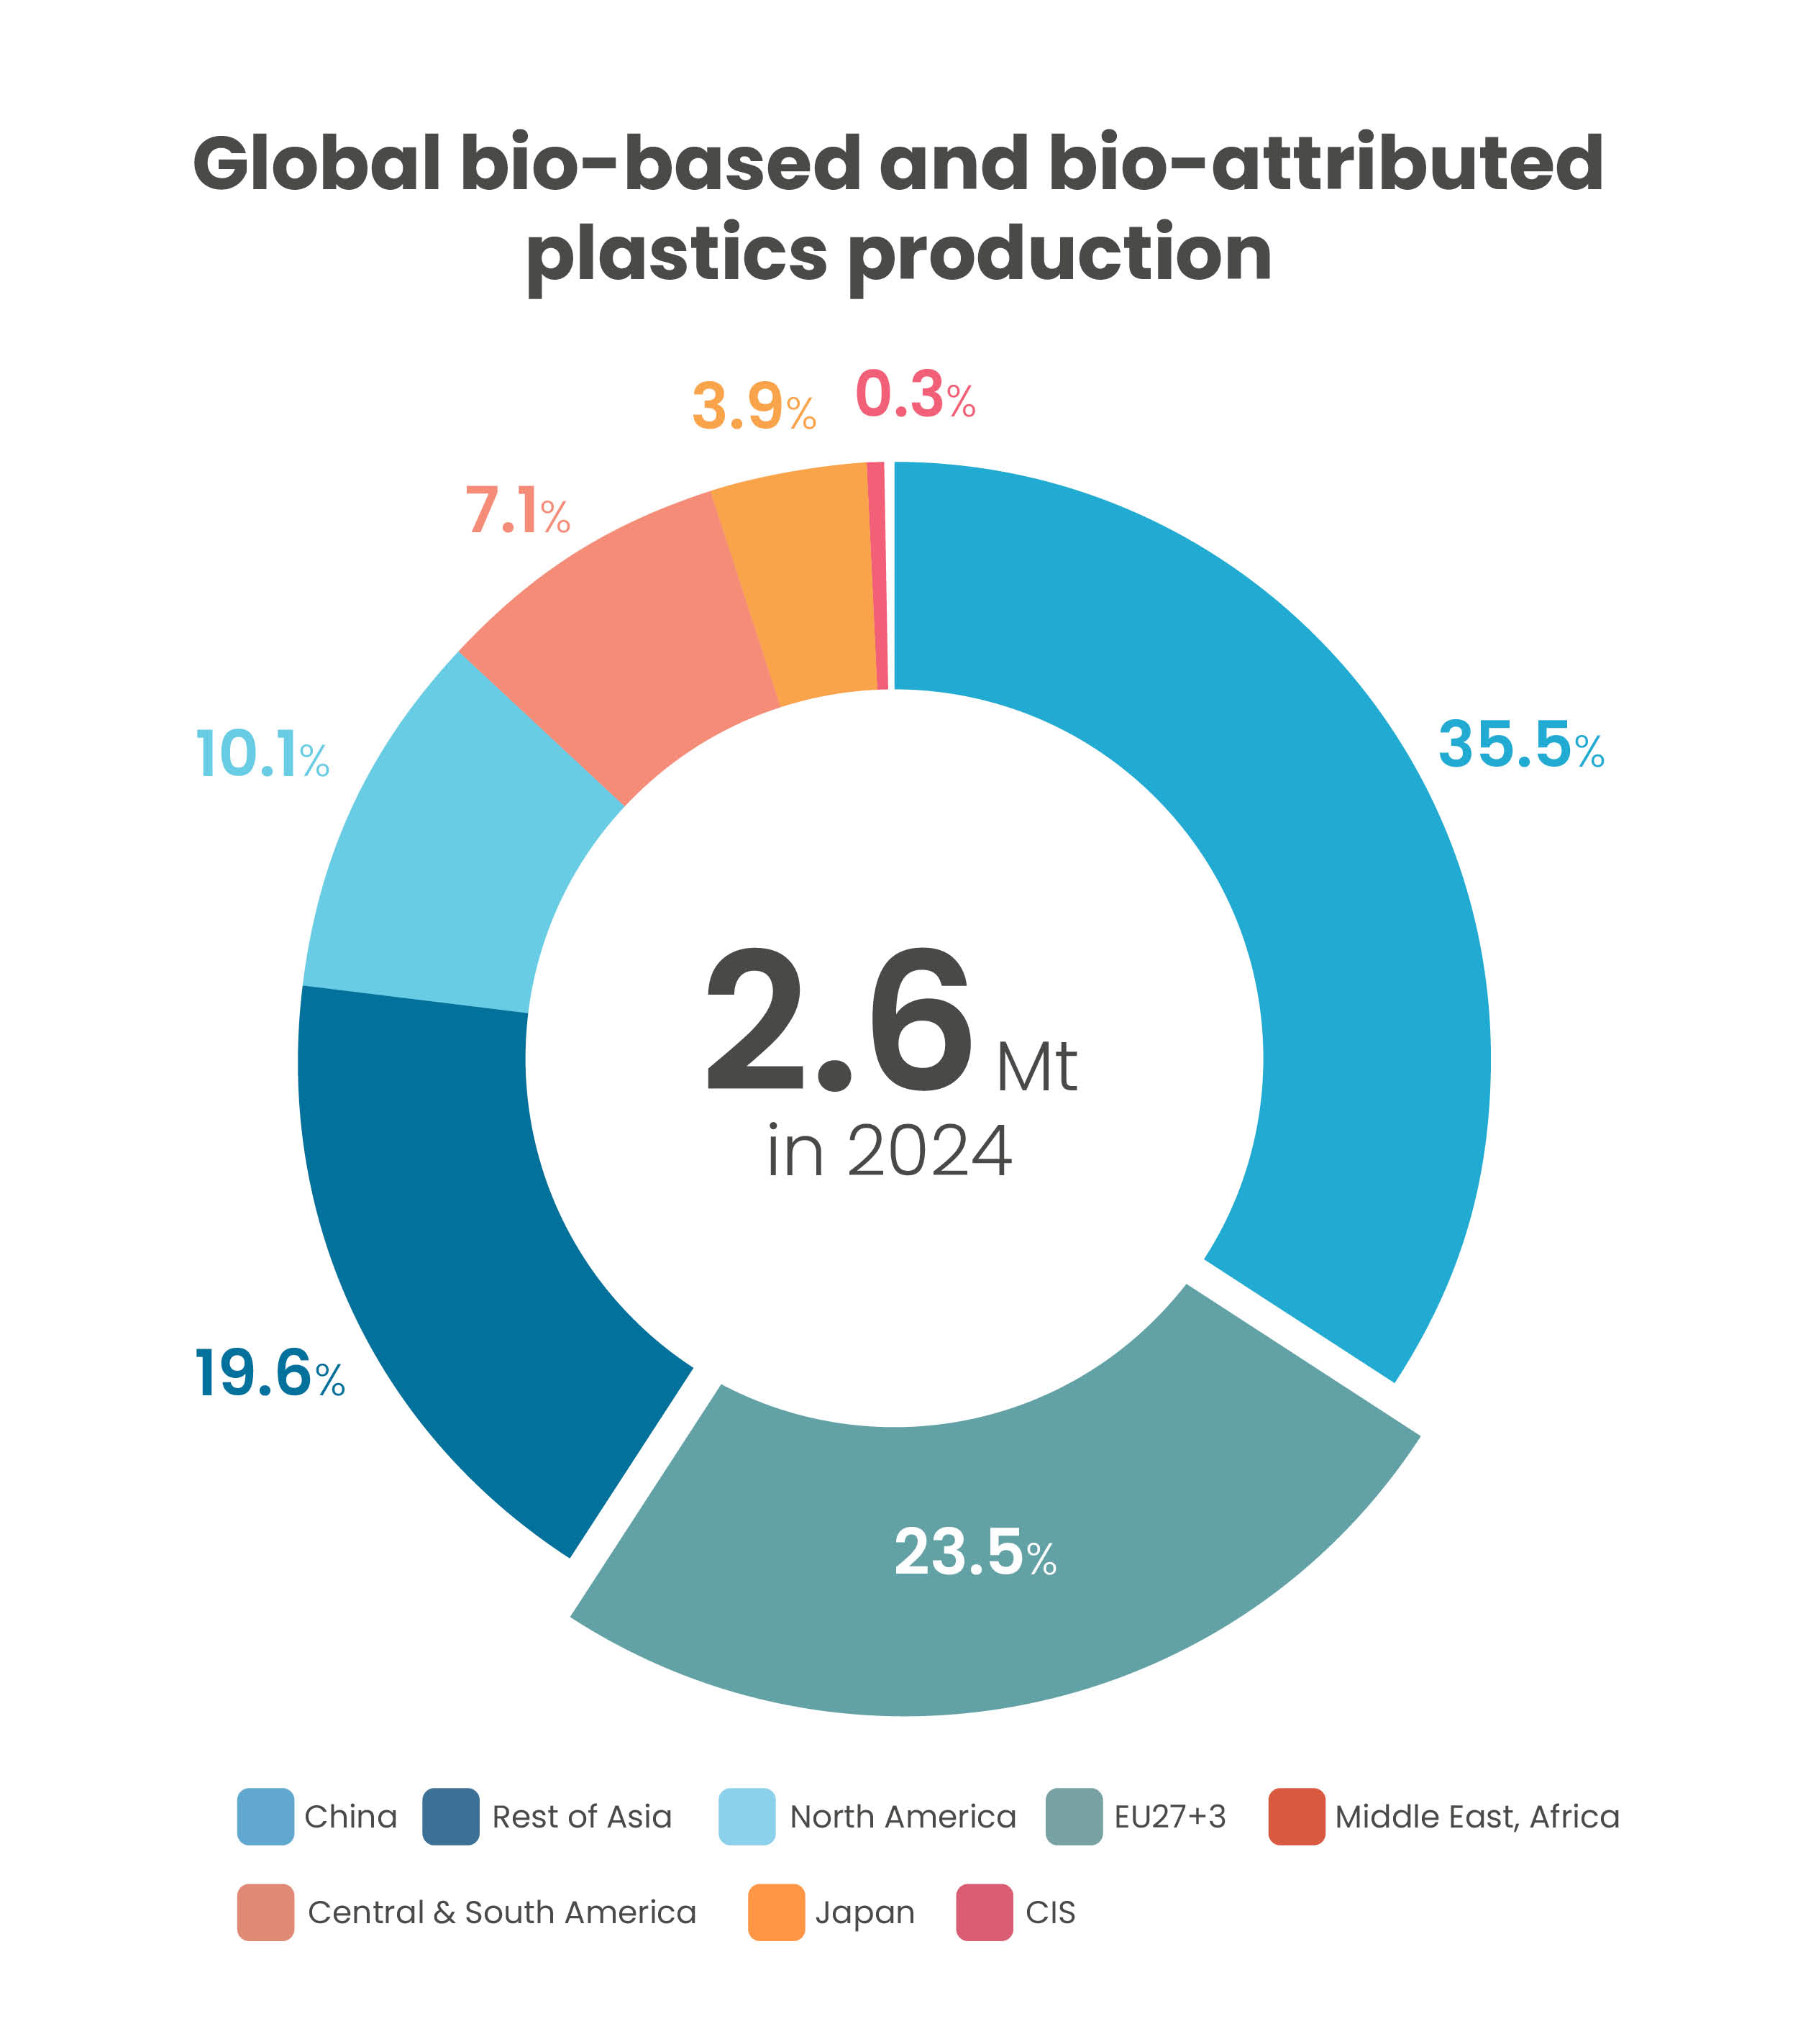 Global bio-based and bio-attributed
plastics production
3.9%
0.3%
7.1%
10.1%
35.5%
2.6 Mt
in 2024
19.6%
23.5%
China
Rest of Asia
North America
EU27+3
Middle East, Africa
Central & South America
Japan
CIS